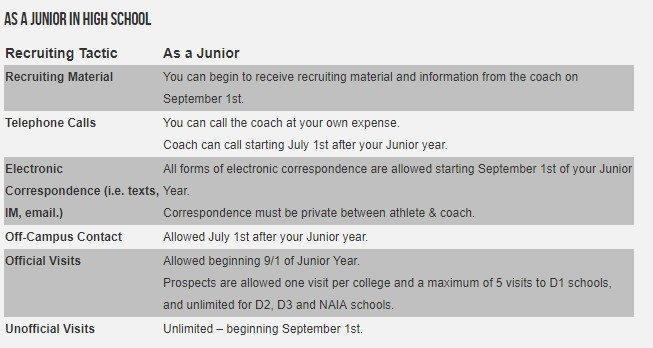 AS A JUNIOR IN HIGH SCHOOL
Recruiting Tactic As a Junior
Recruiting Material You can begin to receive recruiting material and information from the coach on
September 1st.
Telephone Calls You can call the coach at your own expense.
Coach can call starting July 1st after your Junior year.
Electronic All forms of electronic correspondence are allowed starting September 1st of your Junior
Correspondence (i.e. texts, Year.
IM, email.) Correspondence must be private between athlete & coach.
Off-Campus Contact Allowed July 1st after your Junior year.
Official Visits Allowed beginning 9/1 of Junior Year.
Prospects are allowed one visit per college and a maximum of 5 visits to D1 schools,
and unlimited for D2, D3 and NAIA schools.
Unofficial Visits Unlimited – beginning September 1st.